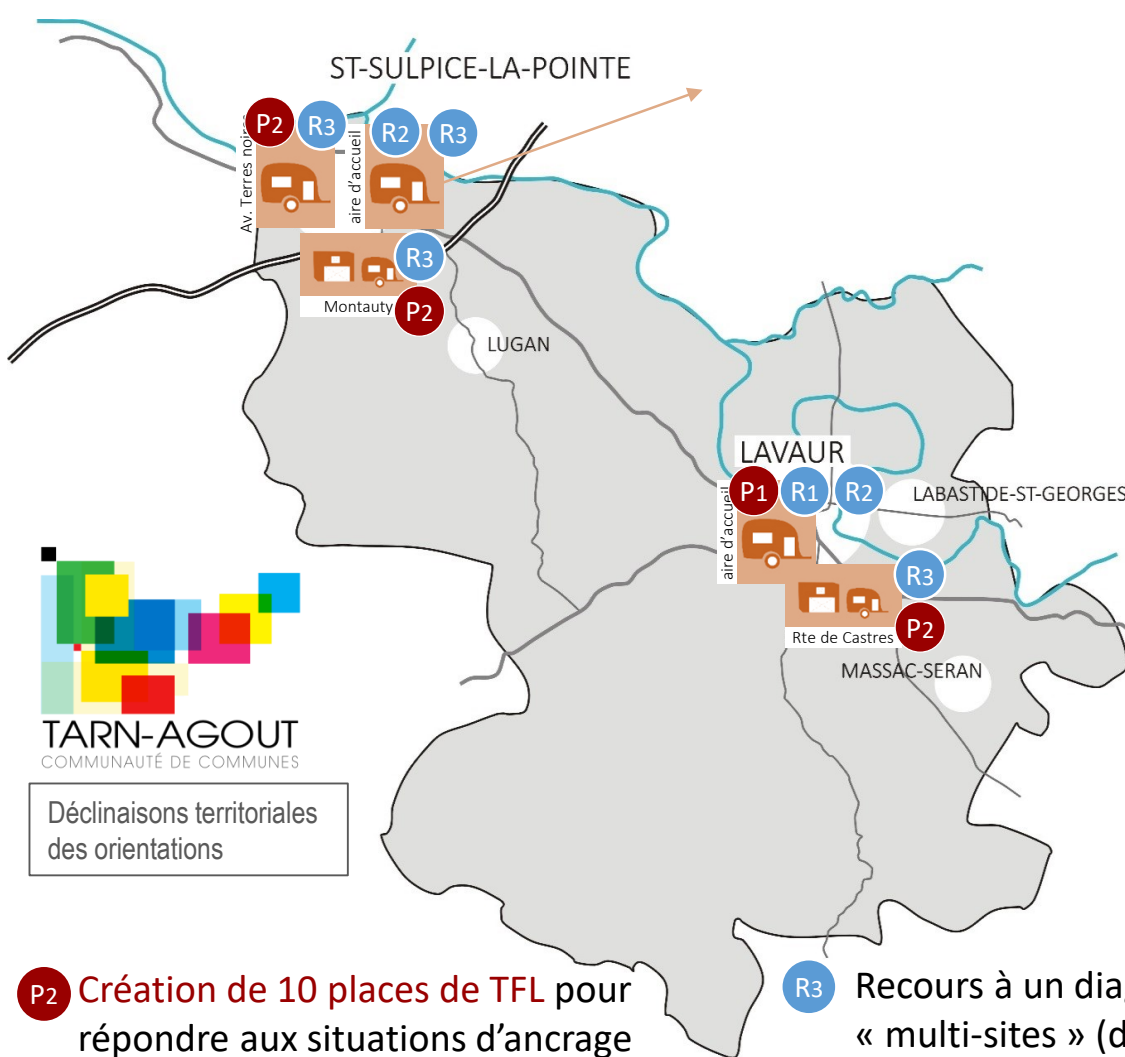 ST-SULPICE-LA-POINTE
P2 R3 R2 R3
Av. Terres noires
aire d'accueil
R3
Montauty P2
LUGAN
LAVAUR
P1 R1 R2
LABASTIDE-ST-GEORGES
aire d'accueil
R3
Rte de Castres P2
MASSAC-SERAN
TARN-AGOUT
COMMUNAUTÉ DE COMMUNES
Déclinaisons territoriales
des orientations
P2 Création de 10 places de TFL pour
répondre aux situations d'ancrage
R3 Recours à un diag
« multi-sites » (d